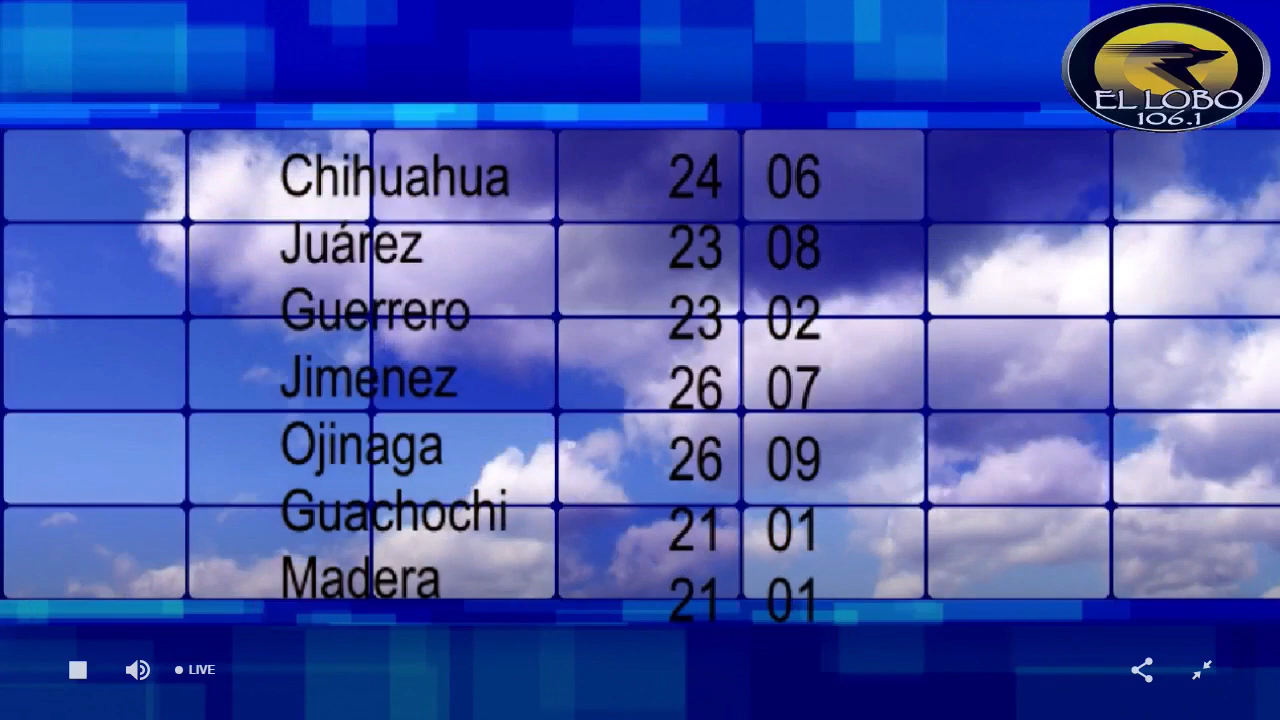 EL LOBO
106.1
Chihuahua 24 06
Juárez 23 08
Guerrero 23 02
Jimenez 26 07
Ojinaga 26 09
Guachochi 21 01
Madera 21 01
LIVE